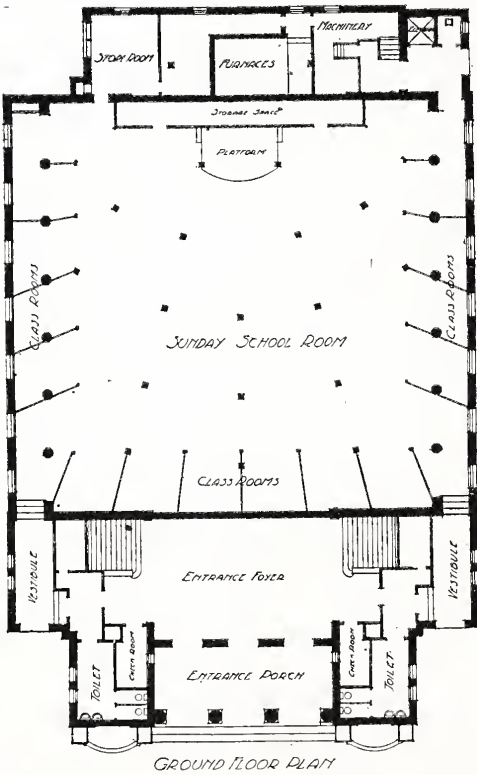 MACHINERY
STORE ROOM
FURNACES
STORAGE SPACE
PLATFORM
CLASS ROOMS
CLASS ROOMS
SUNDAY SCHOOL ROOM
CLASS ROOMS
VESTIBULE
ENTRANCE FOYER
VESTIBULE
CHECK ROOM
CHECK ROOM
TOILET
ENTRANCE PORCH
TOILET
GROUND FLOOR PLAN